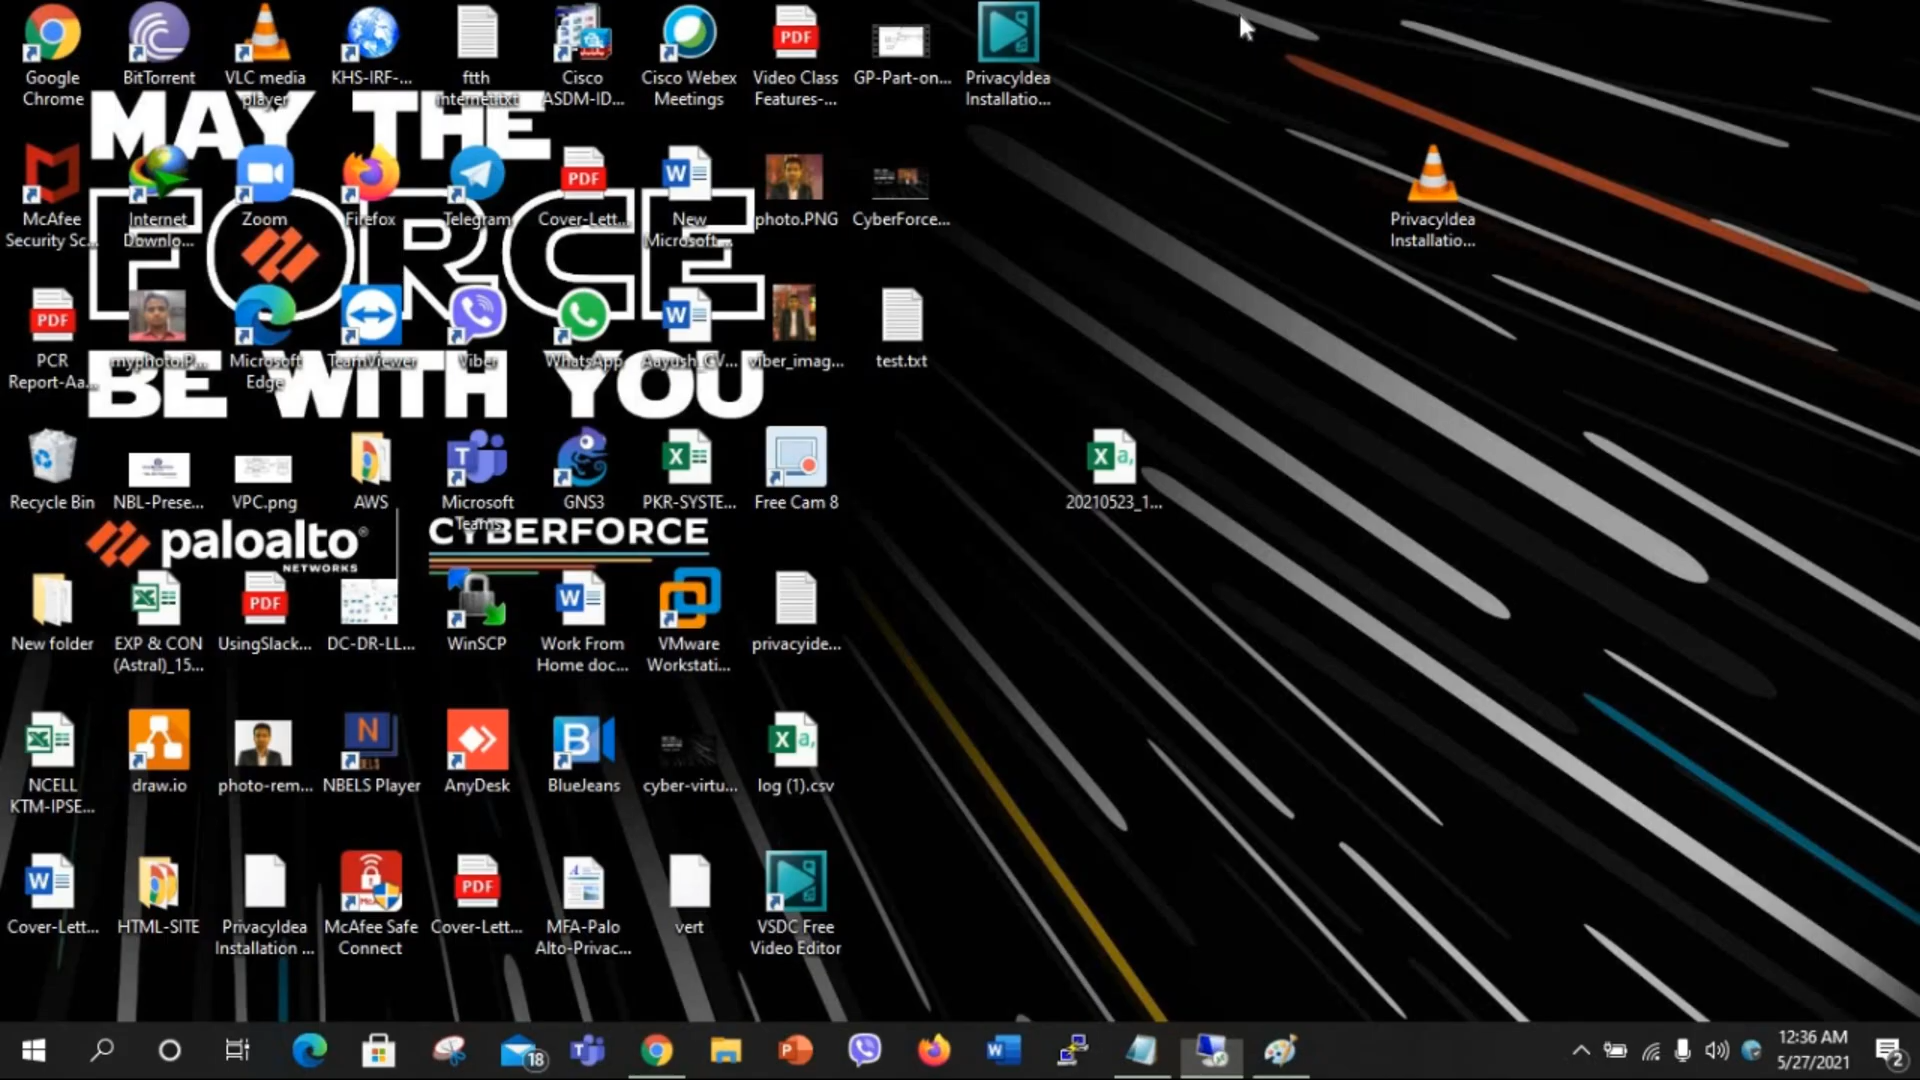 Google
Chrome
BitTorrent
VLC media
player
KHS-IRF-...
ftth
internet.txt
Cisco
ASDM-ID...
Cisco Webex
Meetings
PDF
Video Class
Features-...
GP-Part-on...
PrivacyIdea
Installatio...
MAY THE
FORCE
BE WITH YOU
McAfee
Security Sc...
Internet
Downlo...
Zoom
Firefox
Telegram
PDF
Cover-Lett...
W
New
Microsoft...
photo.PNG
CyberForce...
PrivacyIdea
Installatio...
PDF
PCR
Report-Aa...
myphoto.P...
Microsoft
Edge
TeamViewer
Viber
WhatsApp
W
Aayush_CV...
viber_imag...
test.txt
Recycle Bin
NBL-Prese...
VPC.png
AWS
T
Microsoft
Teams
GNS3
X
PKR-SYSTE...
Free Cam 8
X a,
20210523_1...
paloalto®
NETWORKS
CYBERFORCE
New folder
X
EXP & CON
(Astral)_15...
PDF
UsingSlack...
DC-DR-LL...
WinSCP
W
Work From
Home doc...
VMware
Workstati...
privacyide...
X
NCELL
KTM-IPSE...
draw.io
photo-rem...
N
NBELS Player
AnyDesk
B
BlueJeans
cyber-virtu...
X a,
log (1).csv
W
Cover-Lett...
HTML-SITE
PrivacyIdea
Installation ...
McAfee Safe
Connect
PDF
Cover-Lett...
A
MFA-Palo
Alto-Privac...
vert
VSDC Free
Video Editor
18
T
P
W
12:36 AM
5/27/2021
2